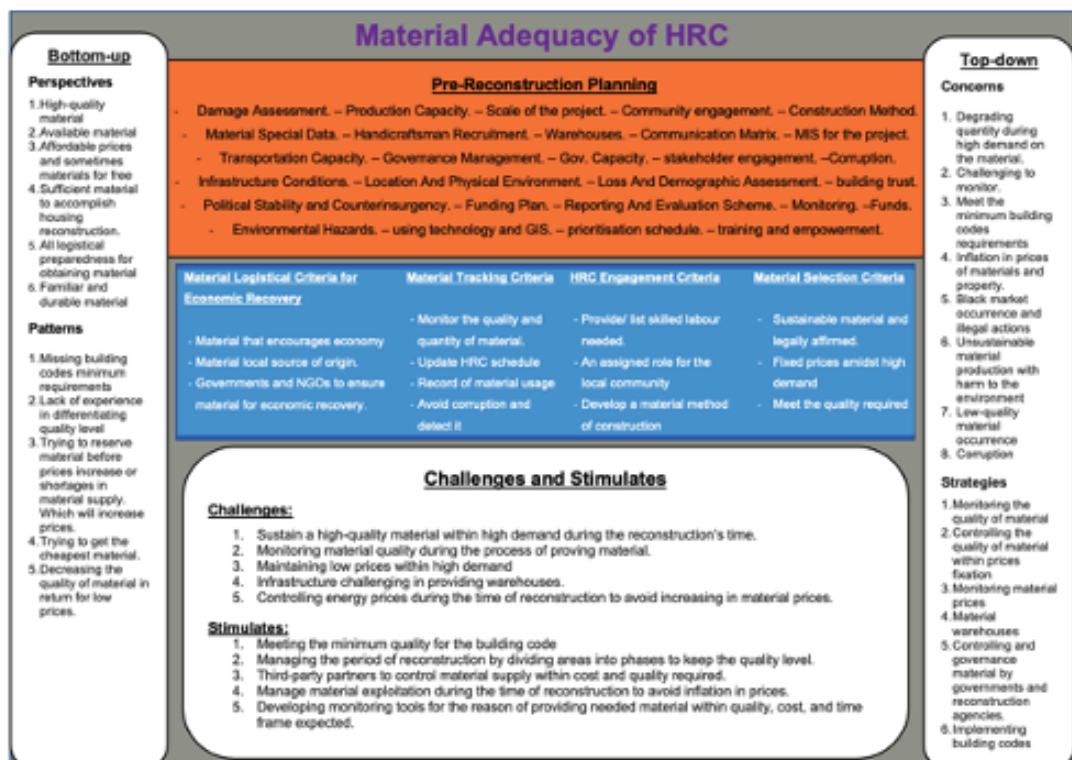 Material Adequacy of HRC
Bottom-up
Perspectives
1.High-quality
material
2.Available material
3.Affordable prices
and sometimes
materials for free
4.Sufficient material
to accomplish
housing
reconstruction.
5. All logistical
preparedness for
obtaining material
6. Familiar and
durable material
Patterns
1.Missing building
codes minimum
requirements
2.Lack of experience
in differentiating
quality level
3.Trying to reserve
material before
prices increase or
shortages in
material supply.
Which will increase
prices.
4.Trying to get the
cheapest material.
5.Decreasing the
quality of material in
return for low
prices.
Pre-Reconstruction Planning
- Damage Assessment. – Production Capacity. – Scale of the project. – Community engagement. – Construction Method.
- Material Special Data. – Handicraftsman Recruitment. – Warehouses. – Communication Matrix. – MIS for the project.
- Transportation Capacity. – Governance Management. – Gov. Capacity. – stakeholder engagement. –Corruption.
- Infrastructure Conditions. – Location And Physical Environment. – Loss And Demographic Assessment. – building trust.
- Political Stability and Counterinsurgency. – Funding Plan. – Reporting And Evaluation Scheme. – Monitoring. –Funds.
- Environmental Hazards. – using technology and GIS. – prioritisation schedule. – training and empowerment.
Material Logistical Criteria for
Economic Recovery
- Material that encourages economy
- Material local source of origin.
- Governments and NGOs to ensure
material for economic recovery.
Material Tracking Criteria
- Monitor the quality and
quantity of material.
- Update HRC schedule
- Record of material usage
- Avoid corruption and
detect it
HRC Engagement Criteria
- Provide/ list skilled labour
needed.
- An assigned role for the
local community
- Develop a material method
of construction
Material Selection Criteria
- Sustainable material and
legally affirmed.
- Fixed prices amidst high
demand
- Meet the quality required
Challenges and Stimulates
Challenges:
1. Sustain a high-quality material within high demand during the reconstruction's time.
2. Monitoring material quality during the process of proving material.
3. Maintaining low prices within high demand
4. Infrastructure challenging in providing warehouses.
5. Controlling energy prices during the time of reconstruction to avoid increasing in material prices.
Stimulates:
1. Meeting the minimum quality for the building code
2. Managing the period of reconstruction by dividing areas into phases to keep the quality level.
3. Third-party partners to control material supply within cost and quality required.
4. Manage material exploitation during the time of reconstruction to avoid inflation in prices.
5. Developing monitoring tools for the reason of providing needed material within quality, cost, and time
frame expected.
Top-down
Concerns
1. Degrading
quantity during
high demand on
the material.
2. Challenging to
monitor.
3. Meet the
minimum building
codes
requirements
4. Inflation in prices
of materials and
property.
5. Black market
occurrence and
illegal actions
6. Unsustainable
material
production with
harm to the
environment
7. Low-quality
material
occurrence
8. Corruption
Strategies
1.Monitoring the
quality of material
2.Controlling the
quality of material
within prices
fixation
3.Monitoring material
prices
4.Material
warehouses
5.Controlling and
governance
material by
governments and
reconstruction
agencies.
6.Implementing
building codes